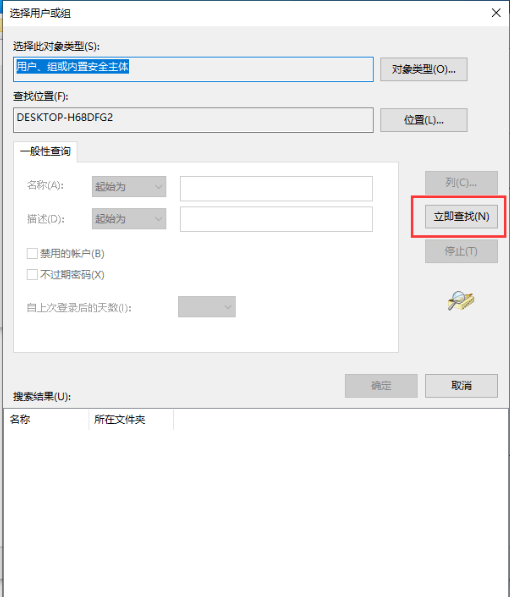 选择用户或组
选择此对象类型(S):
用户、组或内置安全主体
对象类型(O)...
查找位置(F):
DESKTOP-H68DFG2
位置(L)...
一般性查询
名称(A):
起始为
列(C)...
描述(D):
起始为
立即查找(N)
禁用的帐户(B)
停止(T)
不过期密码(X)
自上次登录后的天数(I):
确定
取消
搜索结果(U):
名称
所在文件夹